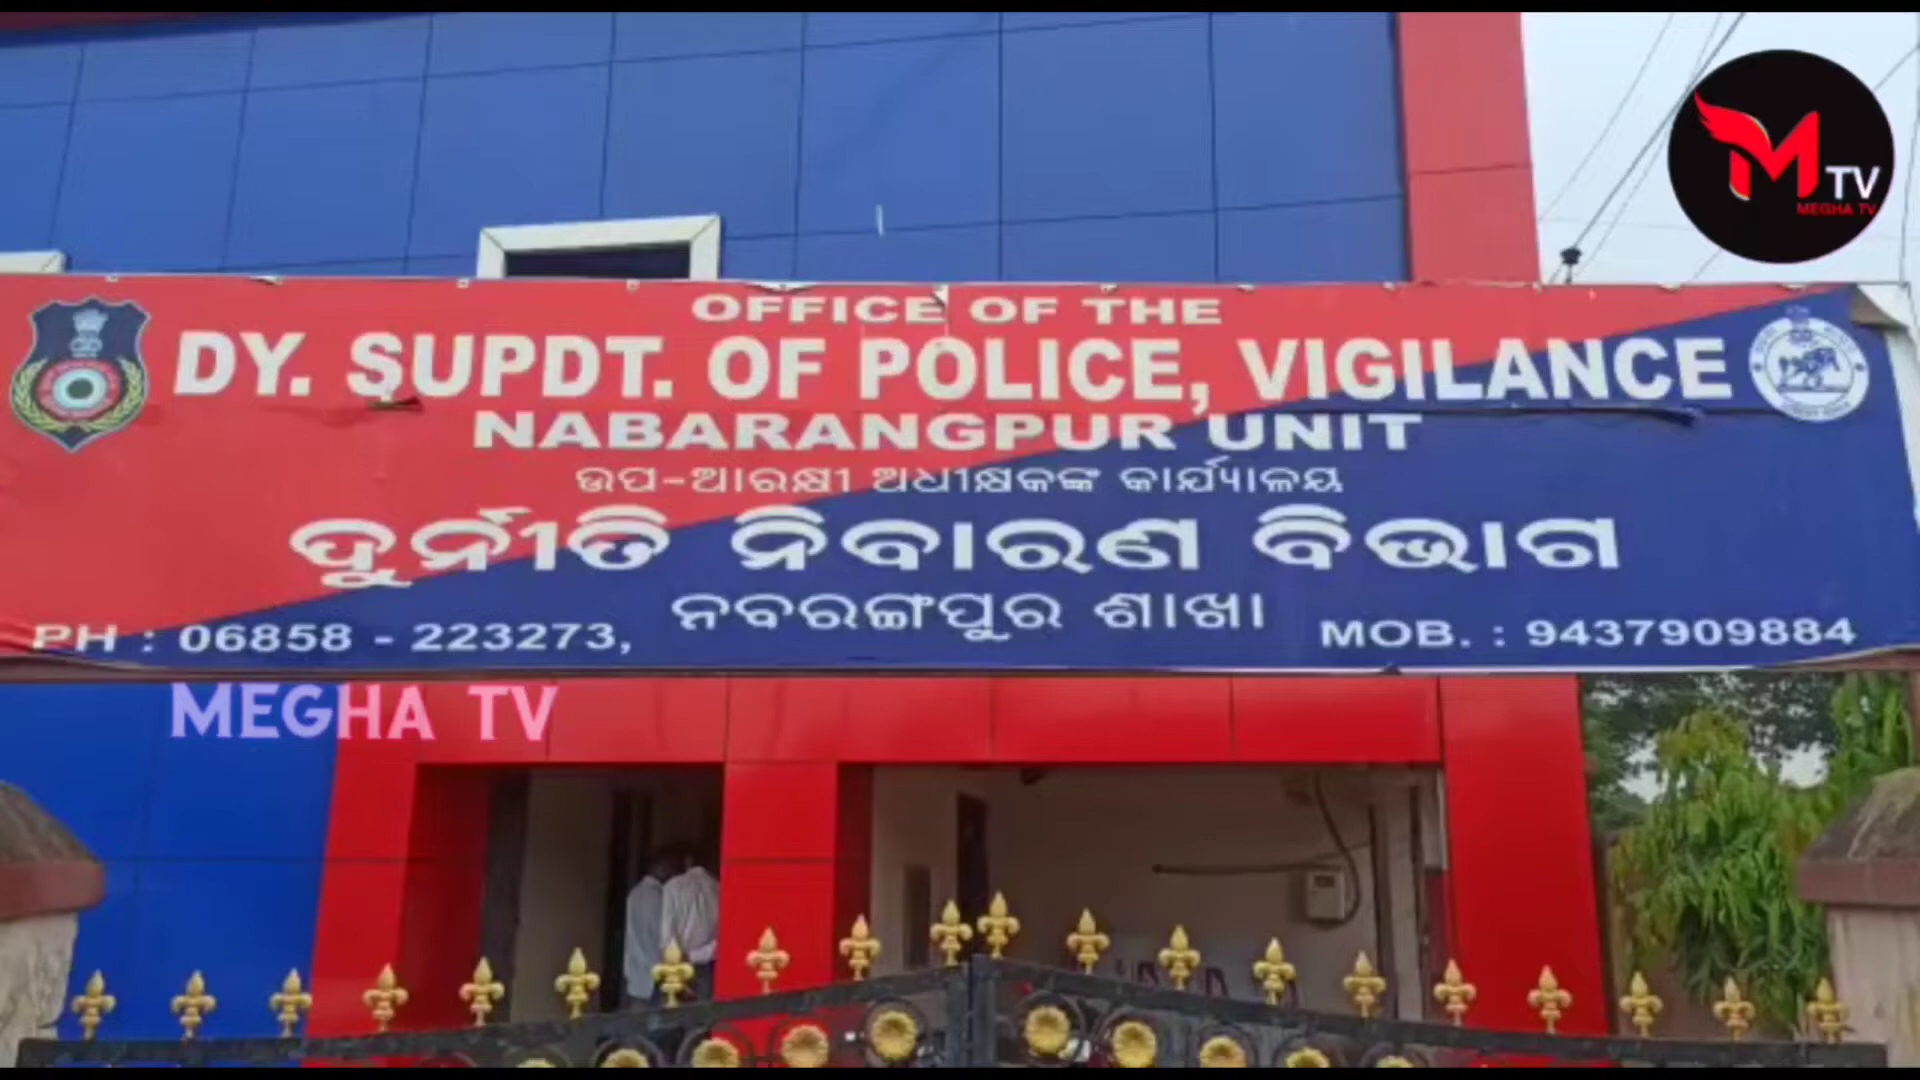 M TV
MEGHA TV
OFFICE OF THE
DY. SUPDT. OF POLICE, VIGILANCE
NABARANGPUR UNIT
ଉପ-ଆରକ୍ଷୀ ଅଧୀକ୍ଷକଙ୍କ କାର୍ଯ୍ୟାଳୟ
ଦୁର୍ନୀତି ନିବାରଣ ବିଭାଗ
ନବରଙ୍ଗପୁର ଶାଖା
PH : 06858 - 223273,
MOB. : 9437909884
MEGHA TV